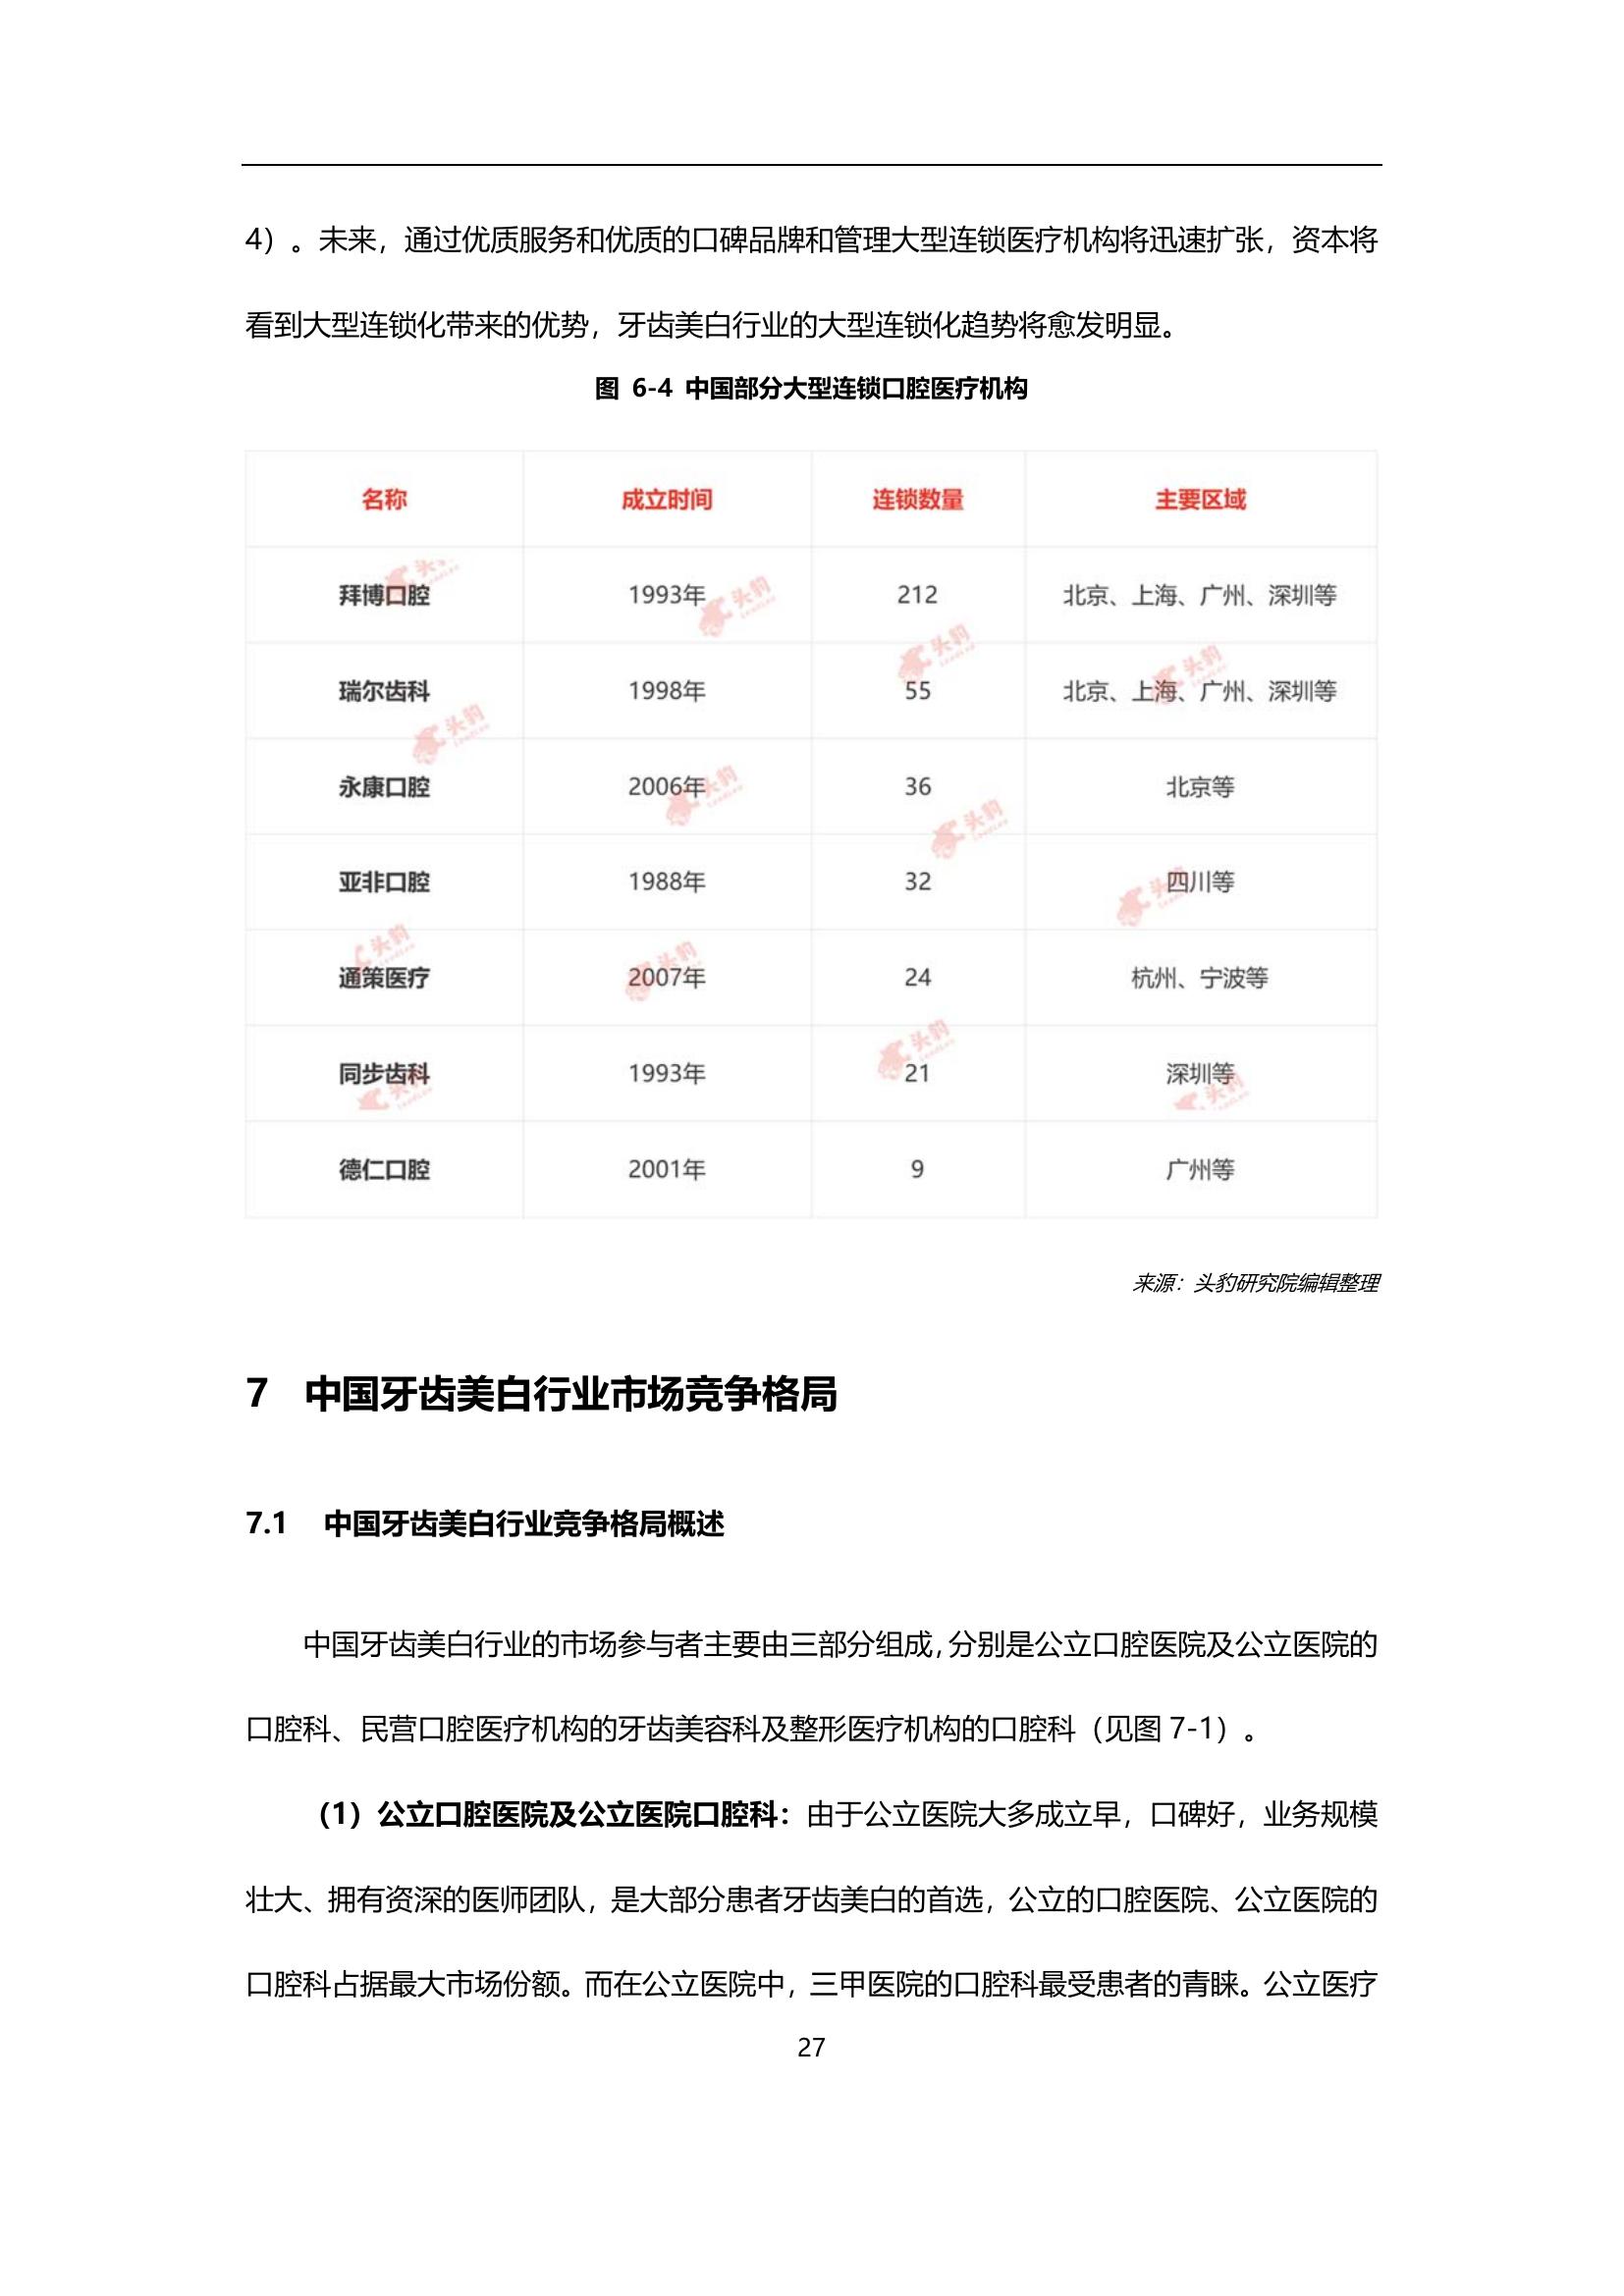 4）。未来，通过优质服务和优质的口碑品牌和管理大型连锁医疗机构将迅速扩张，资本将
看到大型连锁化带来的优势，牙齿美白行业的大型连锁化趋势将愈发明显。
图 6-4 中国部分大型连锁口腔医疗机构
名称 成立时间 连锁数量 主要区域
拜博口腔 1993年 212 北京、上海、广州、深圳等
瑞尔齿科 1998年 55 北京、上海、广州、深圳等
永康口腔 2006年 36 北京等
亚非口腔 1988年 32 四川等
通策医疗 2007年 24 杭州、宁波等
同步齿科 1993年 21 深圳等
德仁口腔 2001年 9 广州等
来源：头豹研究院编辑整理
7 中国牙齿美白行业市场竞争格局
7.1 中国牙齿美白行业竞争格局概述
中国牙齿美白行业的市场参与者主要由三部分组成，分别是公立口腔医院及公立医院的
口腔科、民营口腔医疗机构的牙齿美容科及整形医疗机构的口腔科（见图 7-1）。
（1）公立口腔医院及公立医院口腔科：由于公立医院大多成立早，口碑好，业务规模
壮大、拥有资深的医师团队，是大部分患者牙齿美白的首选，公立的口腔医院、公立医院的
口腔科占据最大市场份额。而在公立医院中，三甲医院的口腔科最受患者的青睐。公立医疗
27